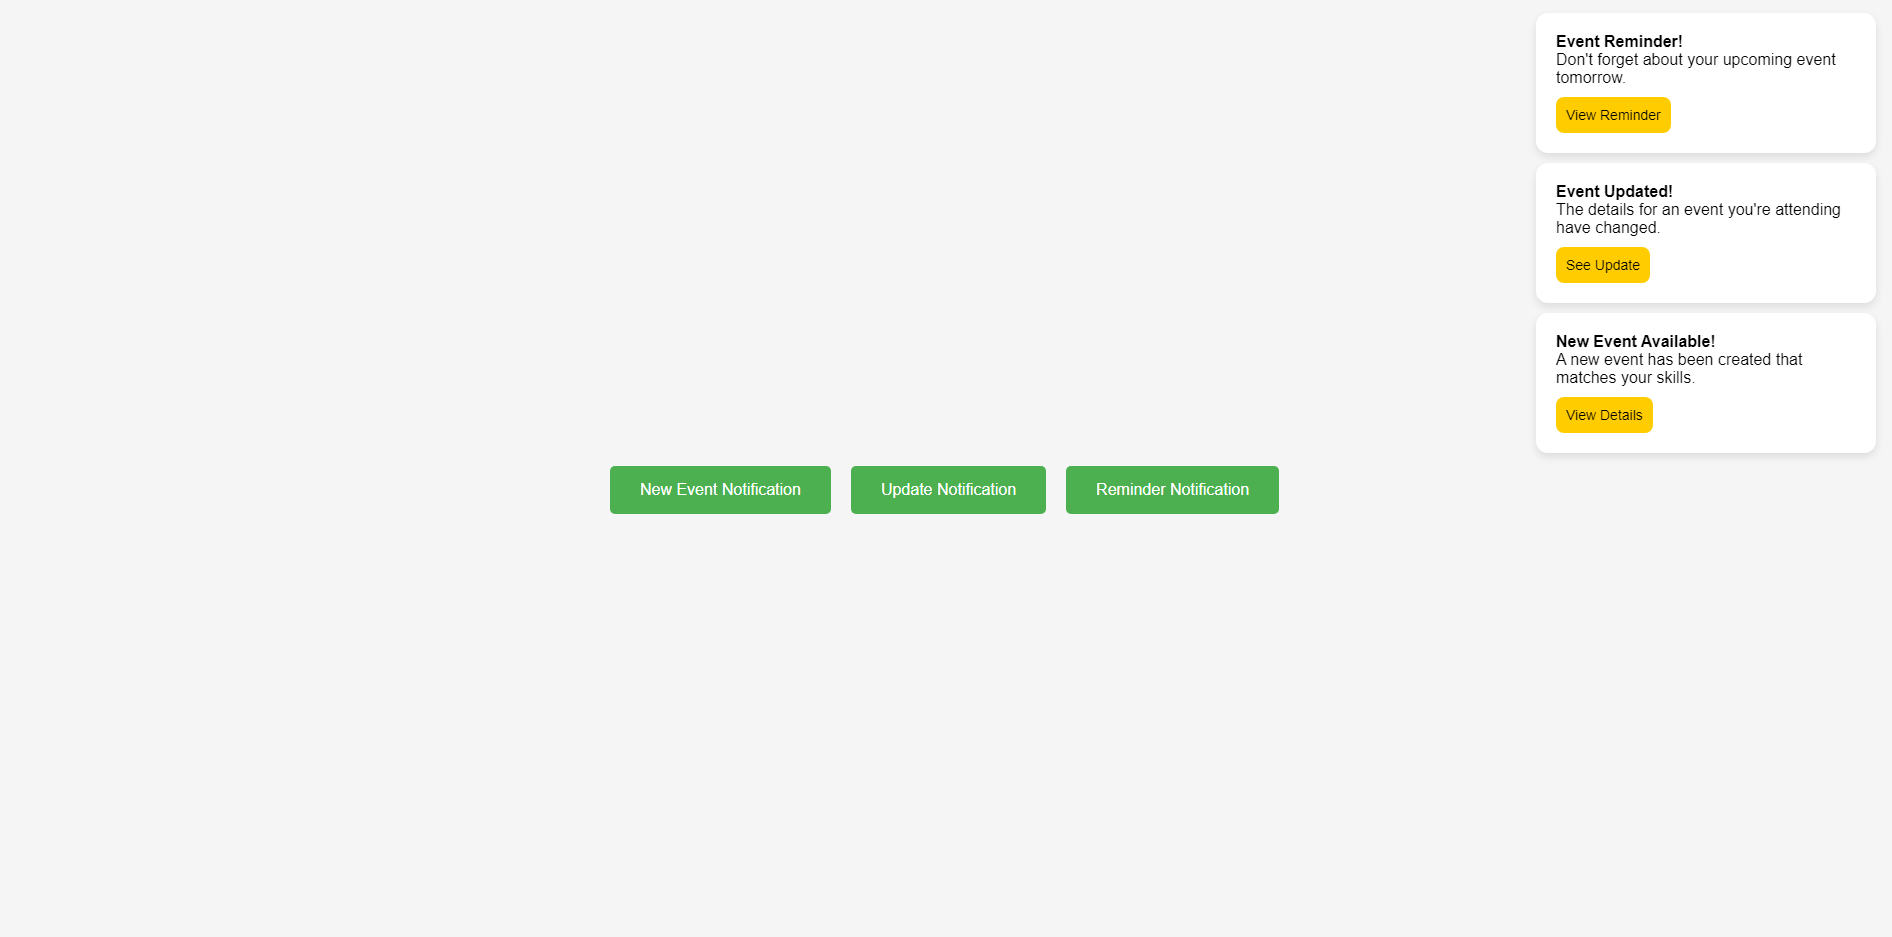 Event Reminder!
Don't forget about your upcoming event
tomorrow.
View Reminder
Event Updated!
The details for an event you're attending
have changed.
See Update
New Event Available!
A new event has been created that
matches your skills.
View Details
New Event Notification
Update Notification
Reminder Notification